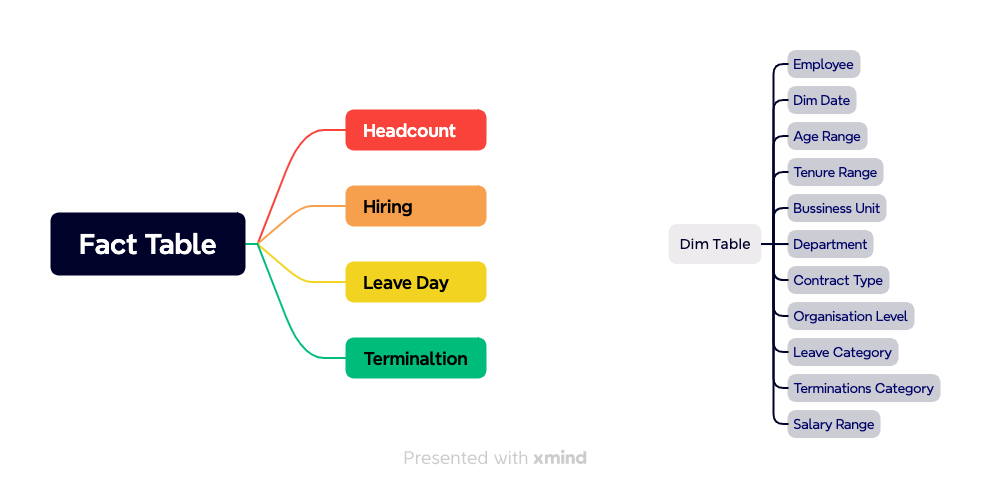 Fact Table
Headcount
Hiring
Leave Day
Terminaltion
Dim Table
Employee
Dim Date
Age Range
Tenure Range
Bussiness Unit
Department
Contract Type
Organisation Level
Leave Category
Terminations Category
Salary Range
Presented with xmind